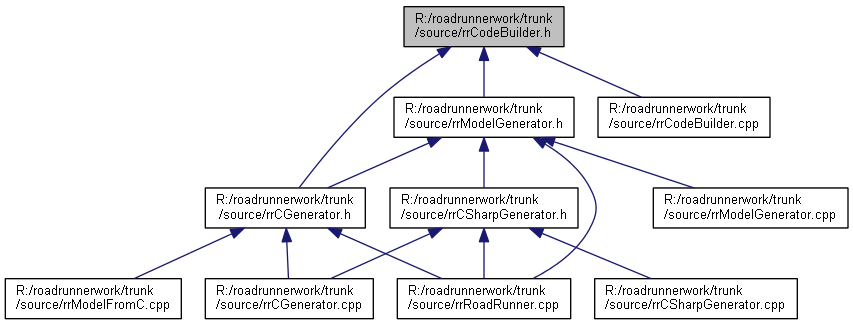 R:/roadrunnerwork/trunk
/source/rrCodeBuilder.h
R:/roadrunnerwork/trunk
/source/rrModelGenerator.h
R:/roadrunnerwork/trunk
/source/rrCodeBuilder.cpp
R:/roadrunnerwork/trunk
/source/rrCGenerator.h
R:/roadrunnerwork/trunk
/source/rrCSharpGenerator.h
R:/roadrunnerwork/trunk
/source/rrModelGenerator.cpp
R:/roadrunnerwork/trunk
/source/rrModelFromC.cpp
R:/roadrunnerwork/trunk
/source/rrCGenerator.cpp
R:/roadrunnerwork/trunk
/source/rrRoadRunner.cpp
R:/roadrunnerwork/trunk
/source/rrCSharpGenerator.cpp